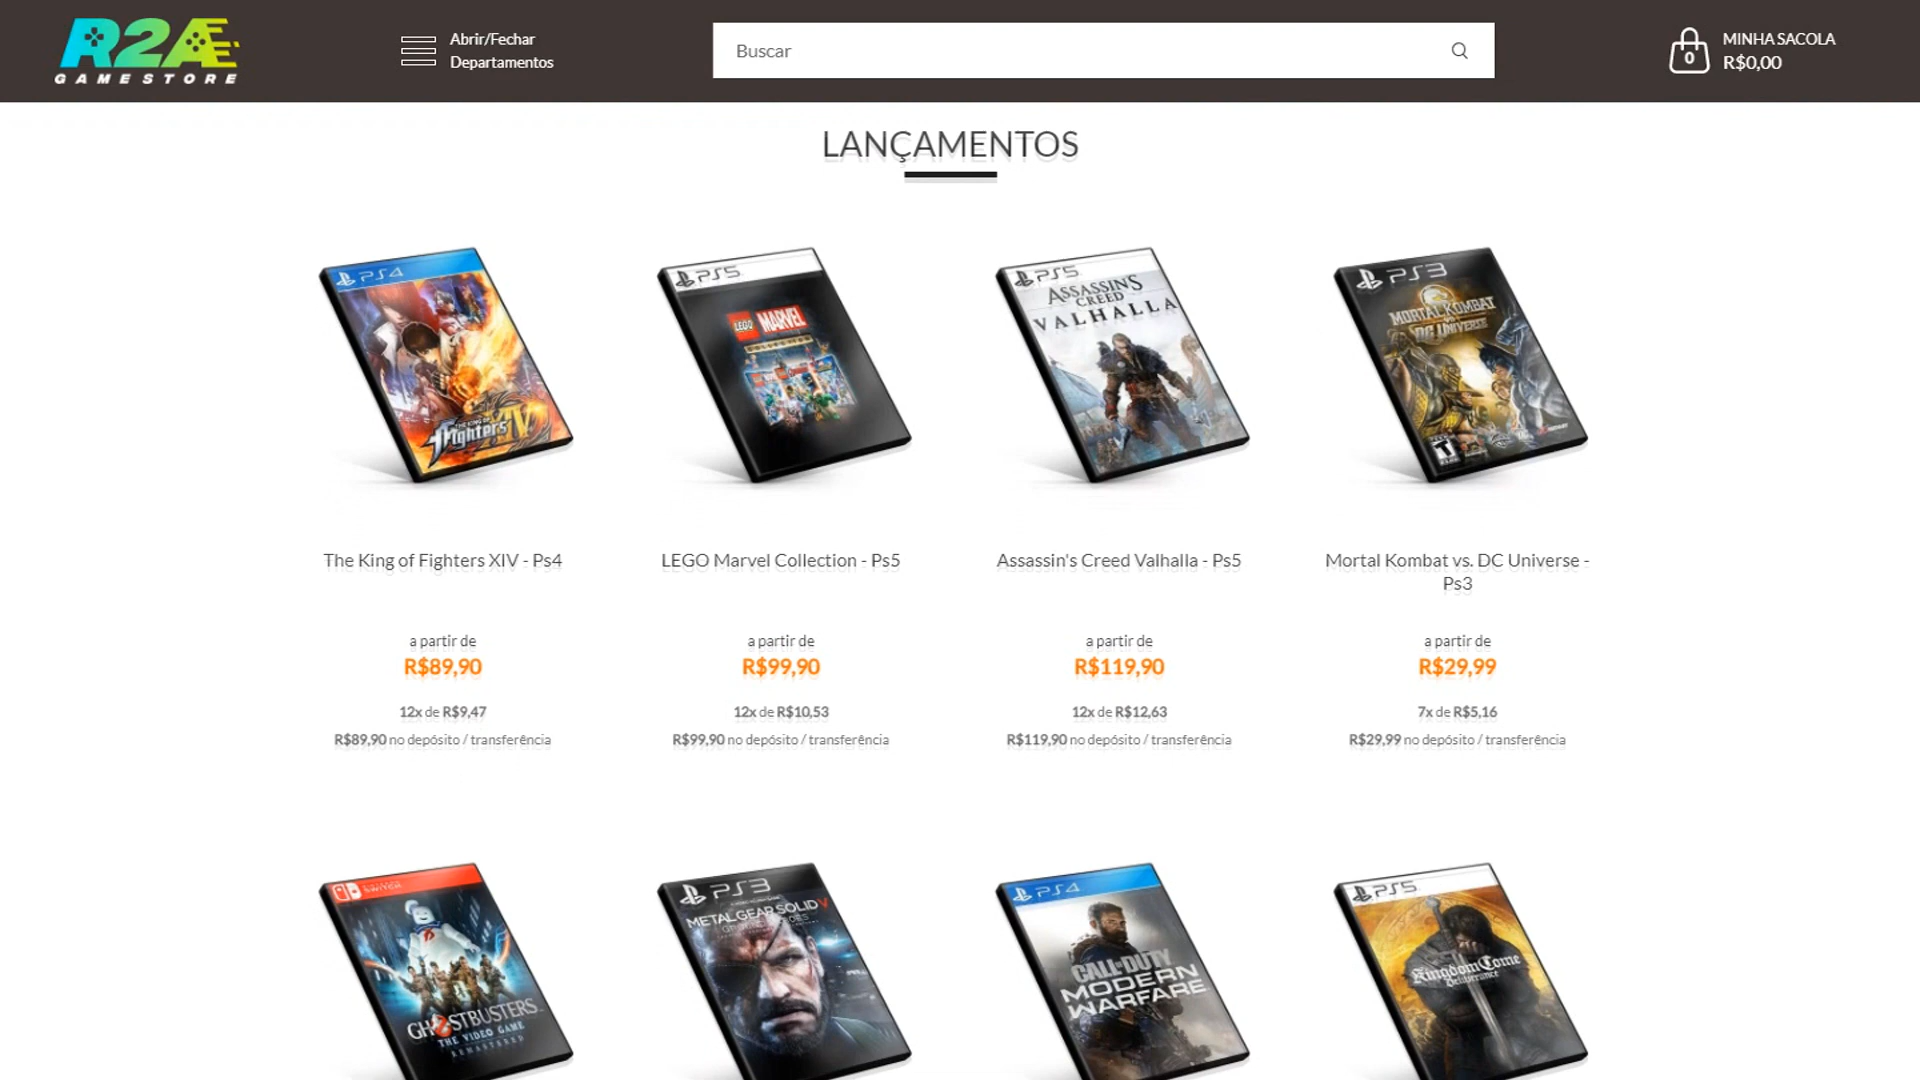 R2A
GAMESTORE
Abrir/Fechar
Departamentos
Buscar
0
MINHA SACOLA
R$0,00
LANÇAMENTOS
PS4
THE KING OF
Fighters XIV
PS5
LEGO MARVEL
COLLECTION
PS5
ASSASSIN'S
CREED
VALHALLA
PS3
MORTAL KOMBAT
VS
DC UNIVERSE
T
The King of Fighters XIV - Ps4
LEGO Marvel Collection - Ps5
Assassin's Creed Valhalla - Ps5
Mortal Kombat vs. DC Universe -
Ps3
a partir de
R$89,90
a partir de
R$99,90
a partir de
R$119,90
a partir de
R$29,99
12x de R$9,47
12x de R$10,53
12x de R$12,63
7x de R$5,16
R$89,90 no depósito / transferência
R$99,90 no depósito / transferência
R$119,90 no depósito / transferência
R$29,99 no depósito / transferência
SWITCH
GHOSTBUSTERS
THE VIDEO GAME
REMASTERED
PS3
METAL GEAR SOLID V
PS4
CALL OF DUTY
MODERN
WARFARE
PS5
Kingdom Come
Deliverance